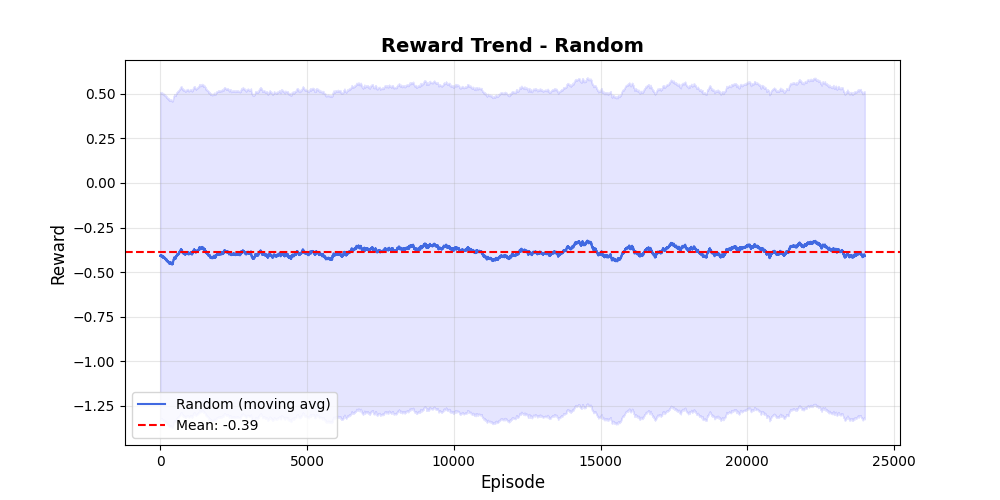 Reward Trend - Random
Reward
0.50
0.25
0.00
−0.25
−0.50
−0.75
−1.00
−1.25
Random (moving avg)
Mean: -0.39
0 5000 10000 15000 20000 25000
Episode